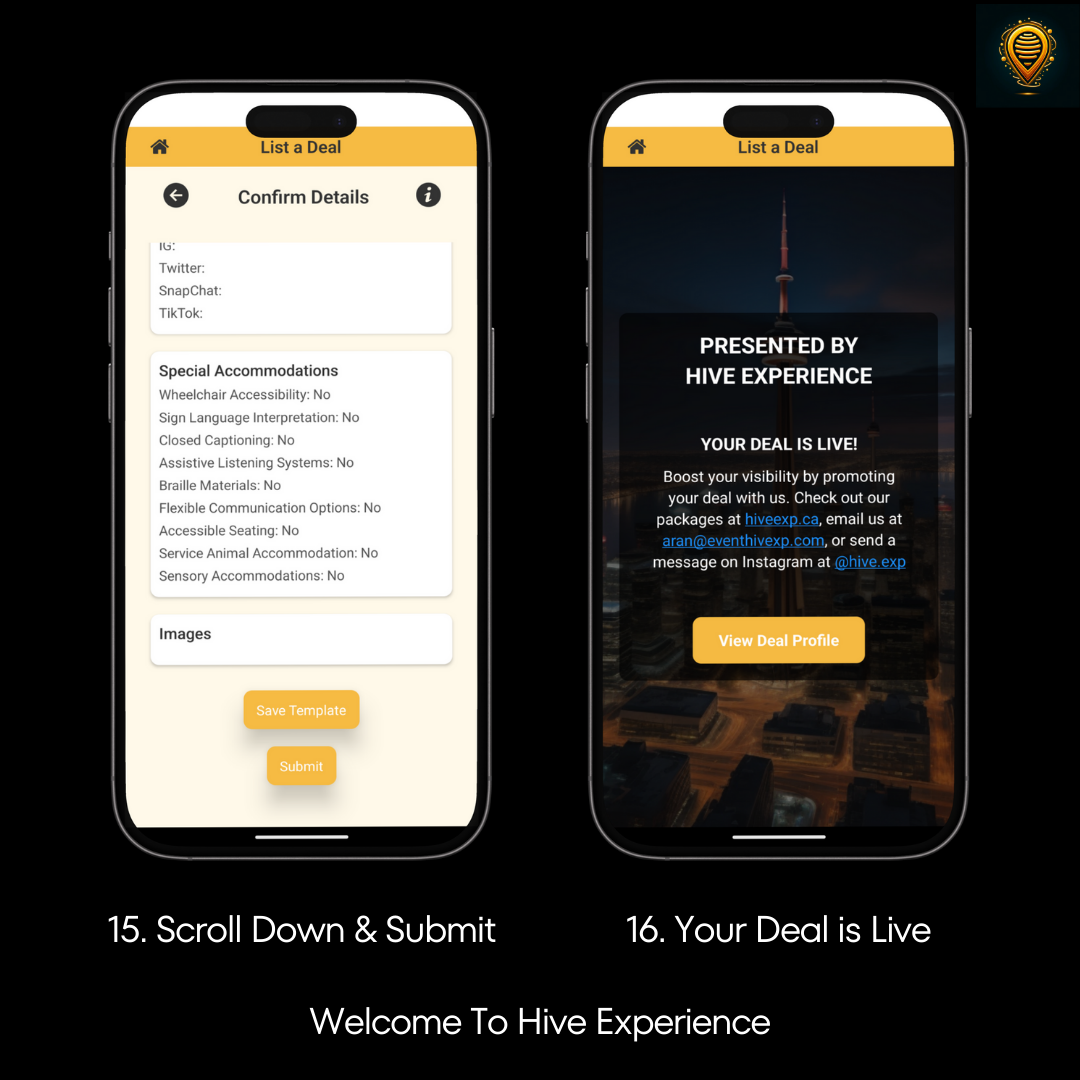 List a Deal
Confirm Details
IG:
Twitter:
SnapChat:
TikTok:
Special Accommodations
Wheelchair Accessibility: No
Sign Language Interpretation: No
Closed Captioning: No
Assistive Listening Systems: No
Braille Materials: No
Flexible Communication Options: No
Accessible Seating: No
Service Animal Accommodation: No
Sensory Accommodations: No
Images
Save Template
Submit
List a Deal
PRESENTED BY
HIVE EXPERIENCE
YOUR DEAL IS LIVE!
Boost your visibility by promoting
your deal with us. Check out our
packages at hiveexp.ca, email us at
aran@eventhivexp.com, or send a
message on Instagram at @hive.exp
View Deal Profile
15. Scroll Down & Submit
16. Your Deal is Live
Welcome To Hive Experience